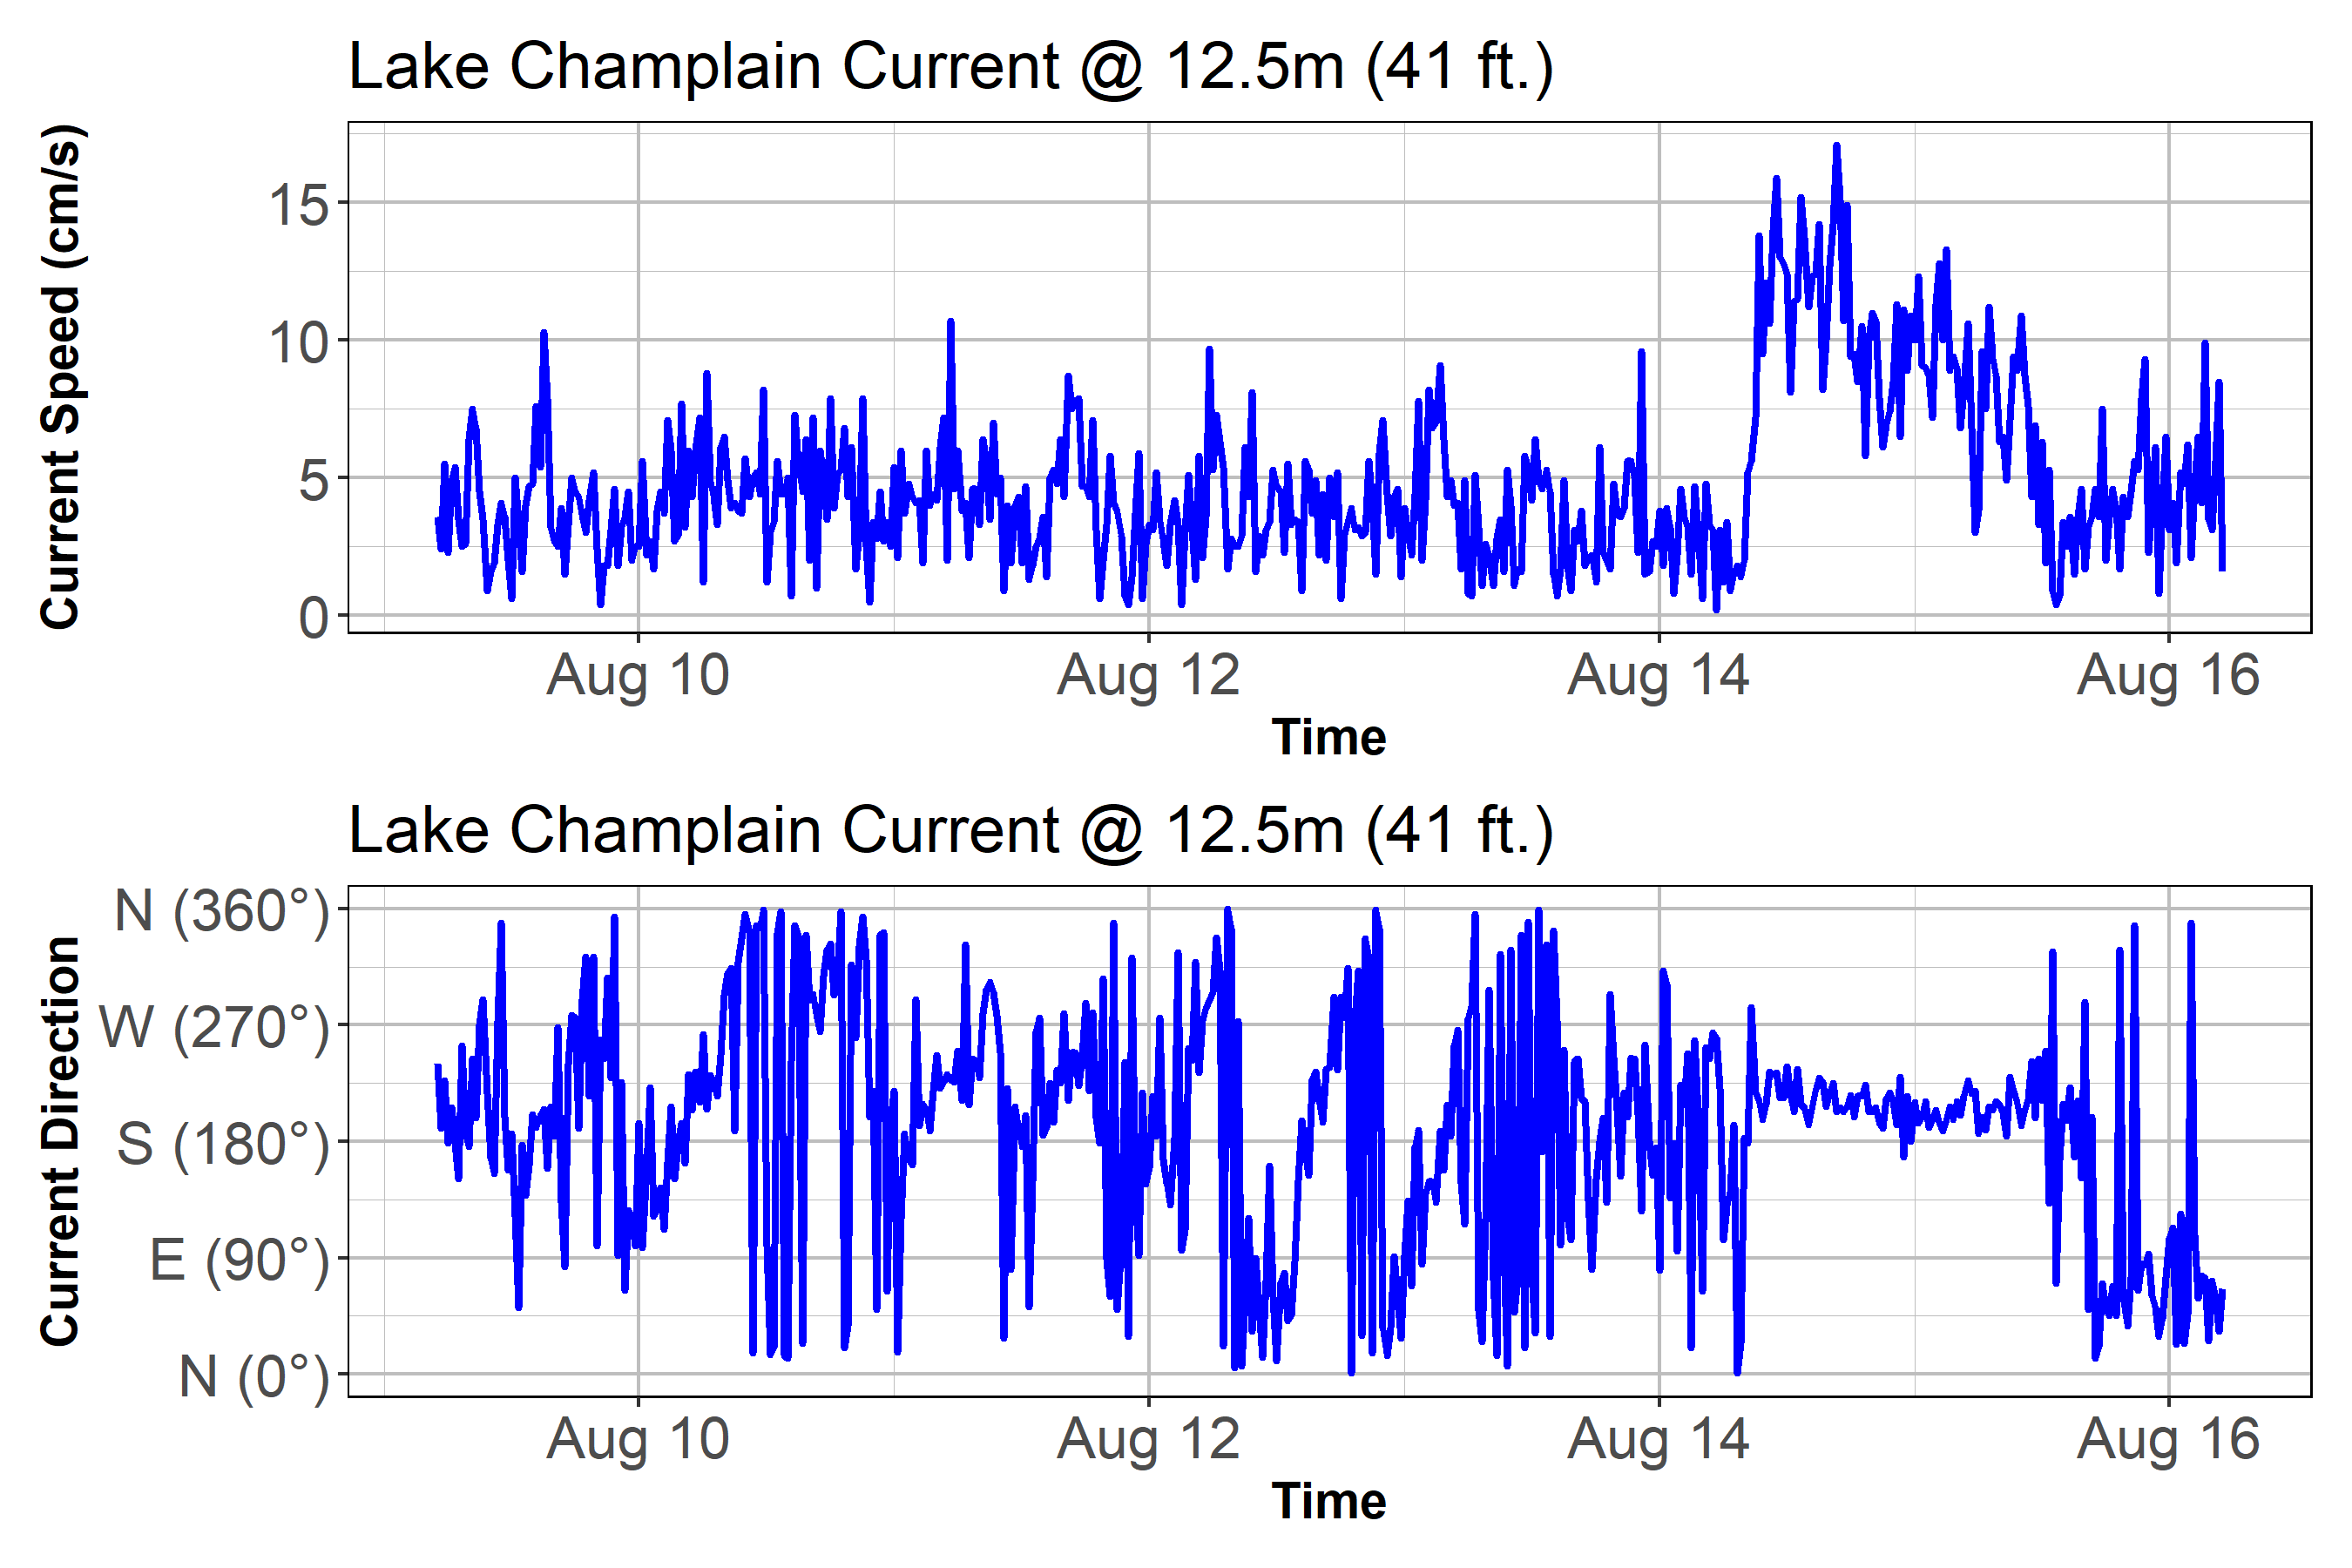 Lake Champlain Current @ 12.5m (41 ft.)
Current Speed (cm/s)
15
10
5
0
Aug 10 Aug 12 Aug 14 Aug 16
Time
Lake Champlain Current @ 12.5m (41 ft.)
Current Direction
N (360°)
W (270°)
S (180°)
E (90°)
N (0°)
Aug 10 Aug 12 Aug 14 Aug 16
Time